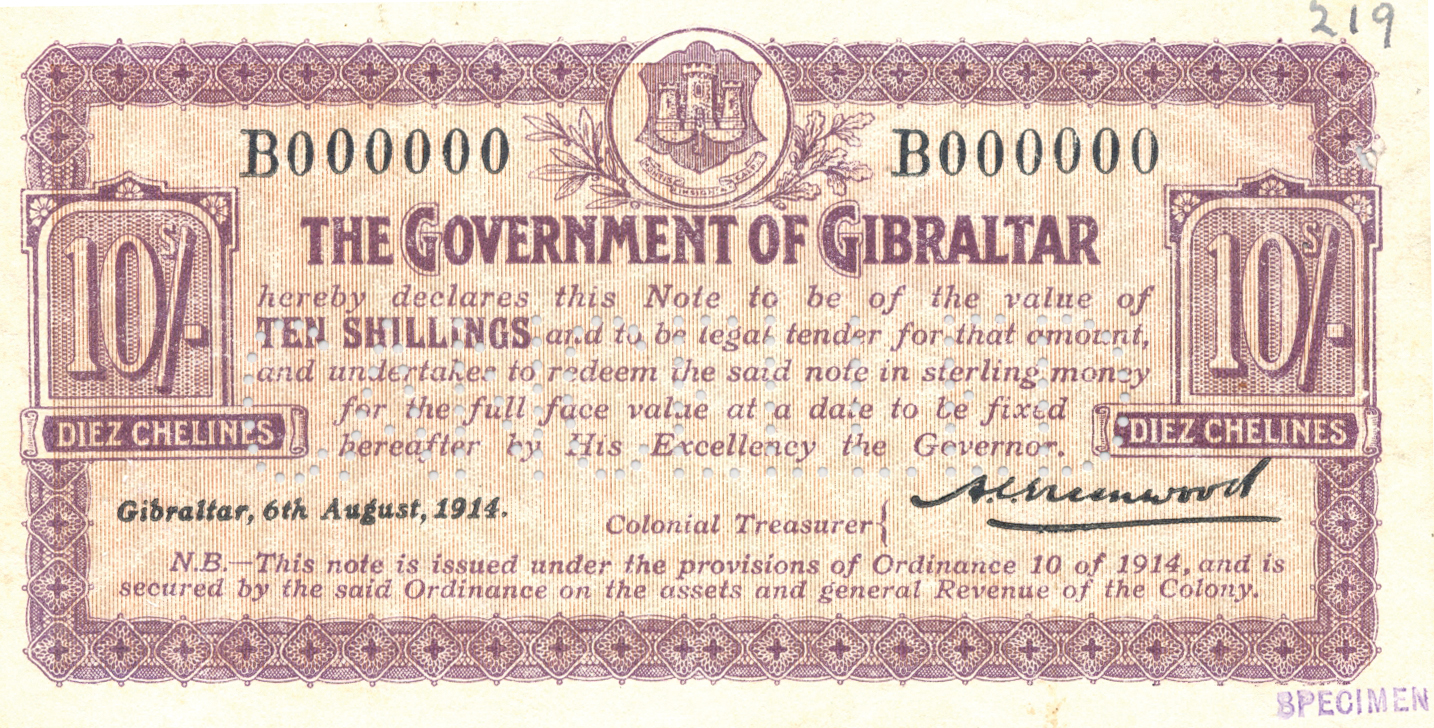 219
B000000 B000000
THE GOVERNMENT OF GIBRALTAR
10s/- 10s/-
hereby declares this Note to be of the value of
TEN SHILLINGS and to be legal tender for that amount,
and undertakes to redeem the said note in sterling money
for the full face value at a date to be fixed
hereafter by His Excellency the Governor.
DIEZ CHELINES DIEZ CHELINES
Gibraltar, 6th August, 1914.
Colonial Treasurer { A.C. Greenwood
N.B.—This note is issued under the provisions of Ordinance 10 of 1914, and is
secured by the said Ordinance on the assets and general Revenue of the Colony.
SPECIMEN